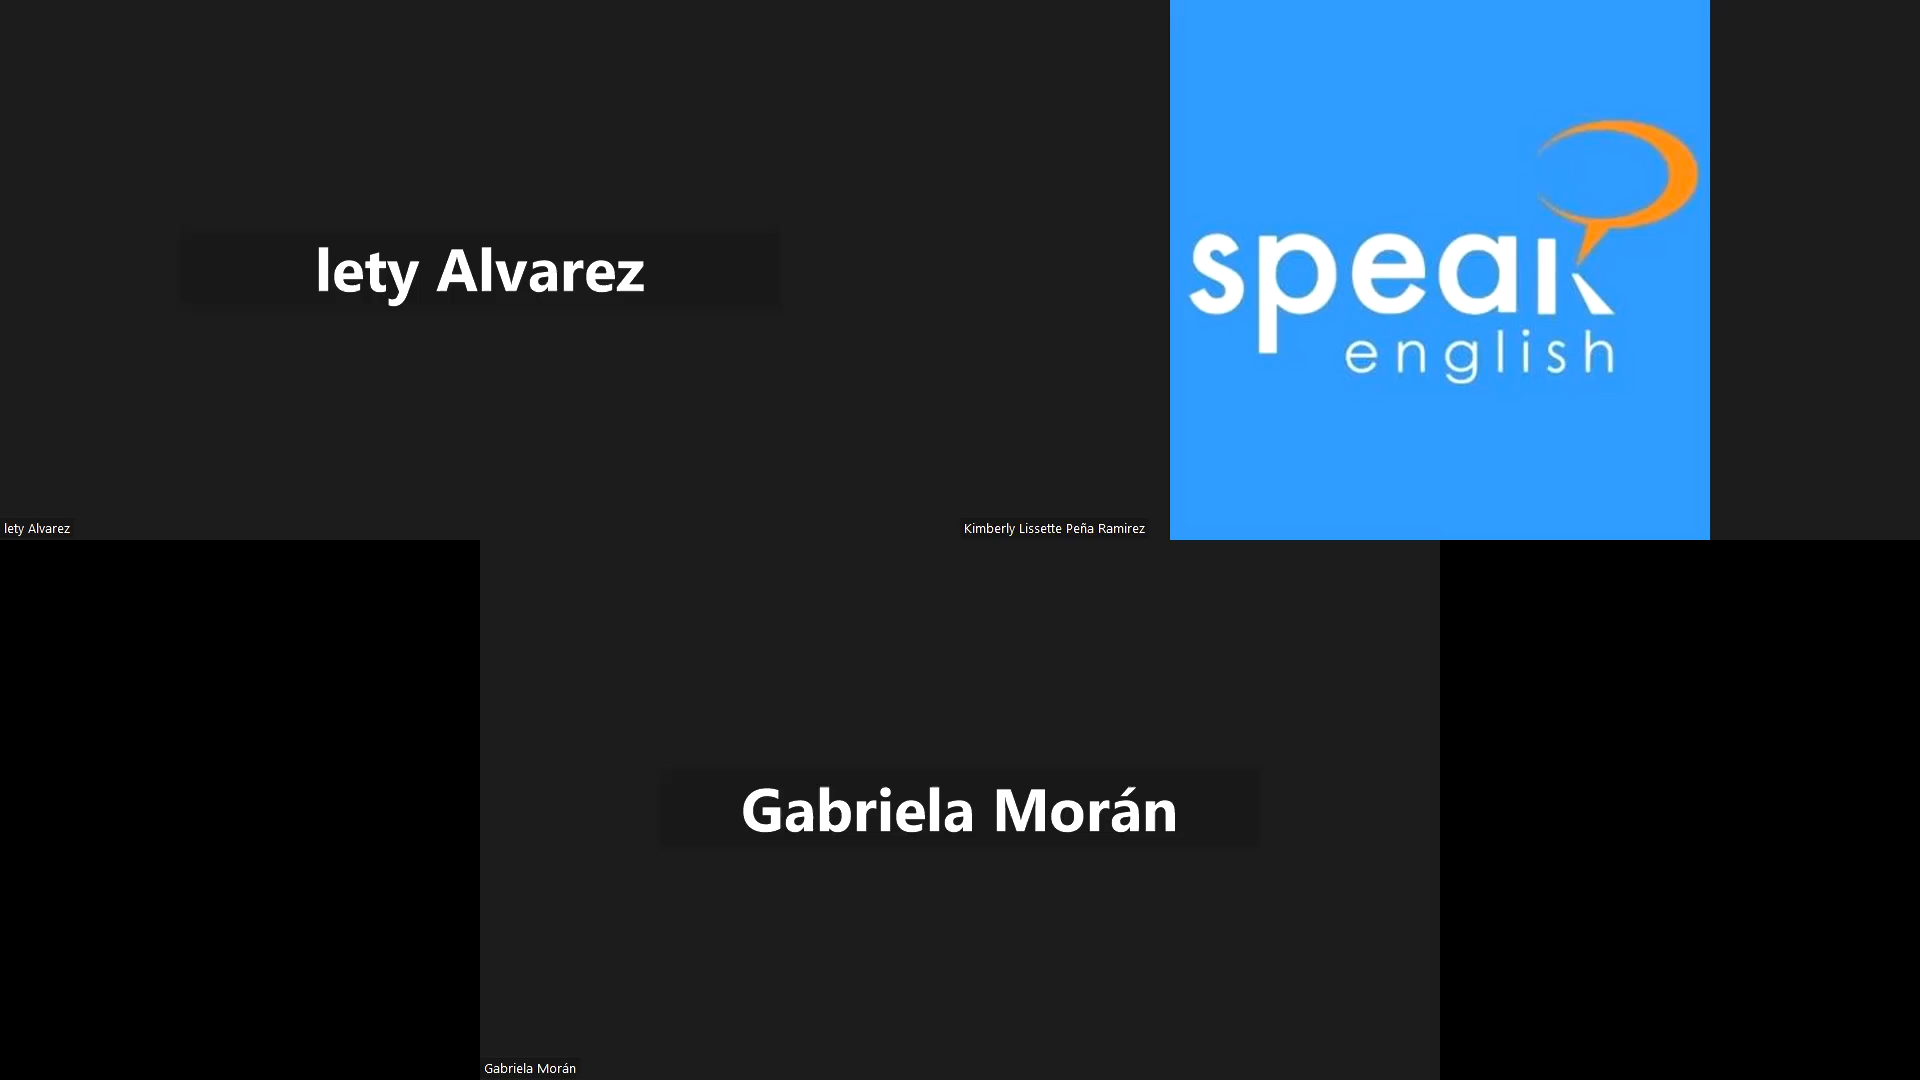 lety Alvarez
speak
english
lety Alvarez
Kimberly Lissette Peña Ramirez
Gabriela Morán
Gabriela Morán